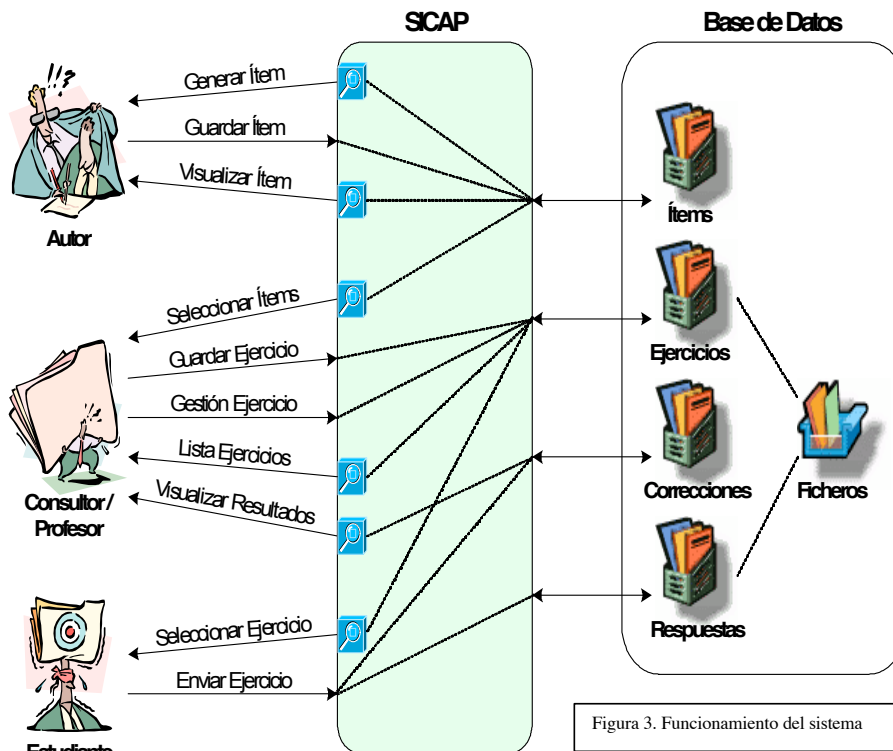 SICAP
Base de Datos
Generar Ítem
Guardar Ítem
Visualizar Ítem
Autor
Ítems
Seleccionar Ítems
Guardar Ejercicio
Gestión Ejercicio
Lista Ejercicios
Visualizar Resultados
Consultor /
Profesor
Ejercicios
Correcciones
Ficheros
Seleccionar Ejercicio
Enviar Ejercicio
Respuestas
Estudiante
Figura 3. Funcionamiento del sistema